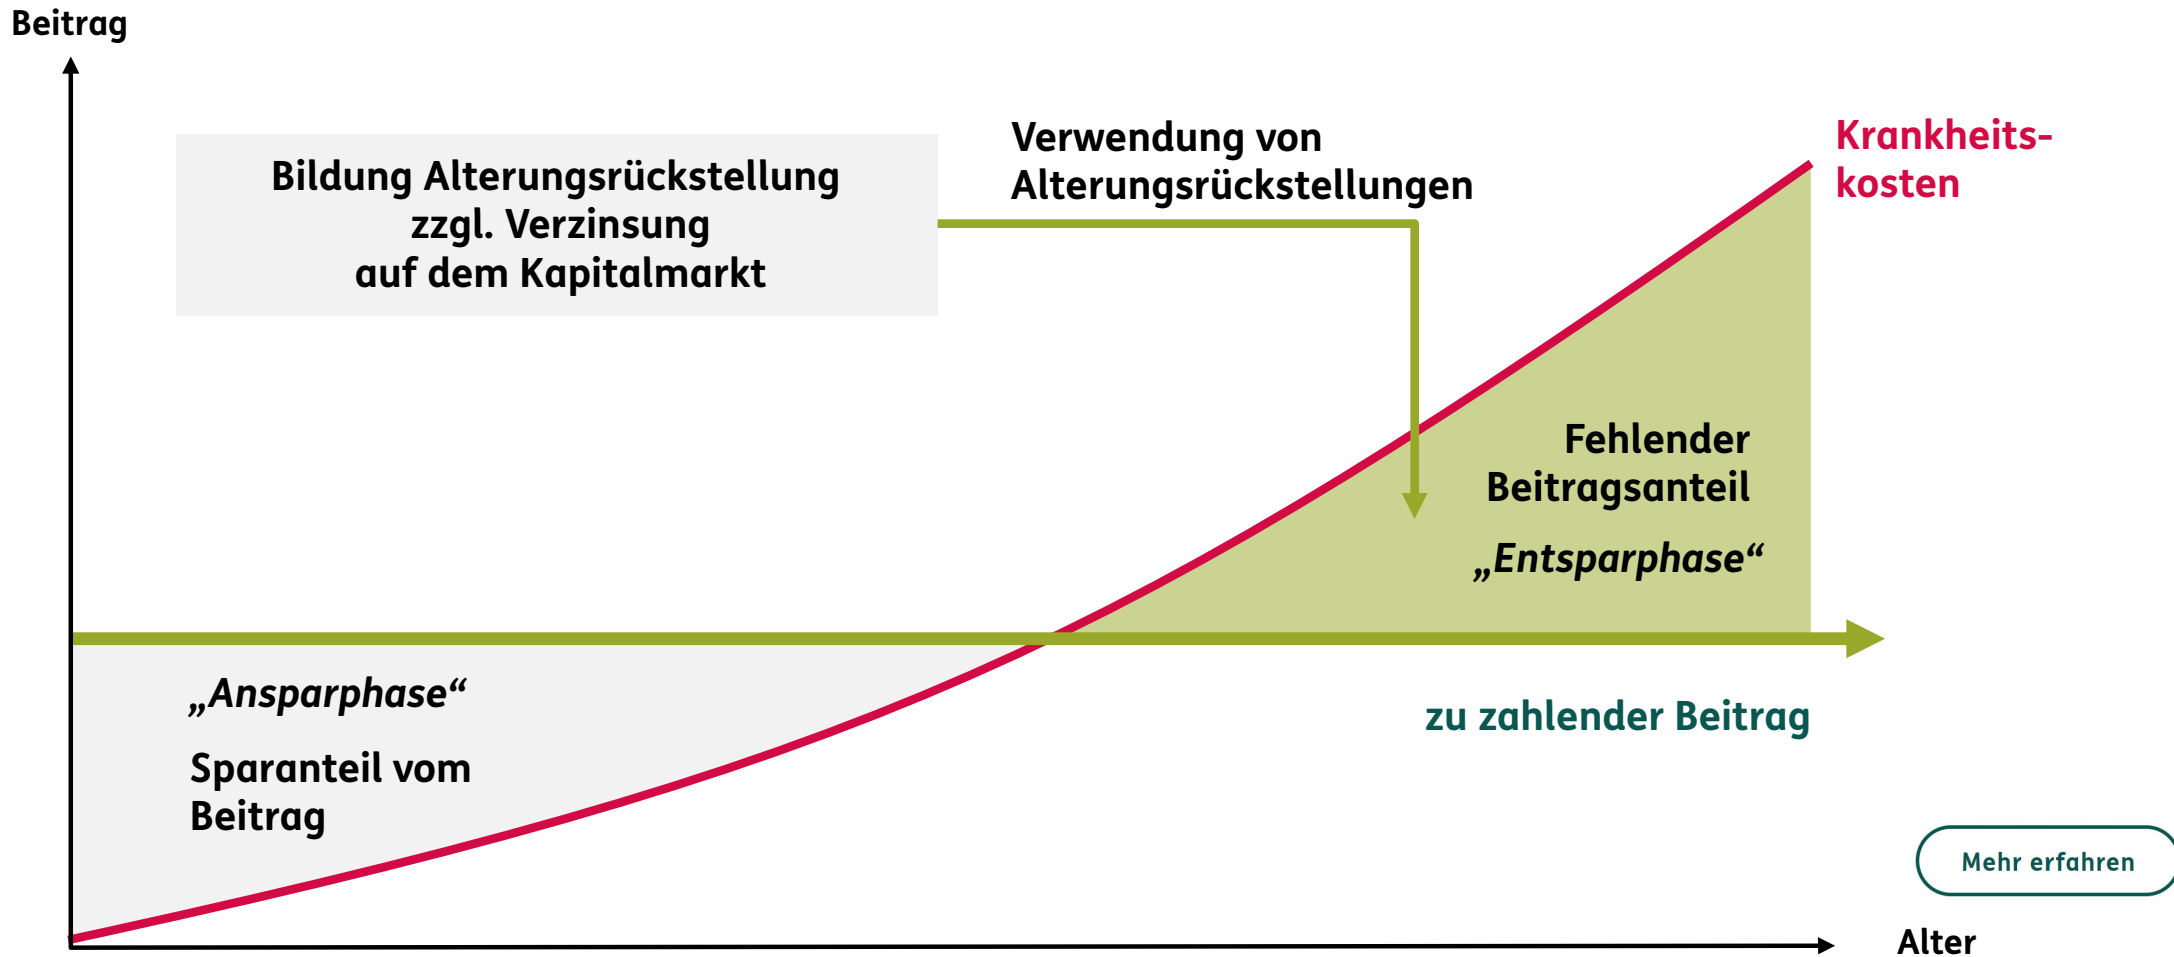 Beitrag
Bildung Alterungsrückstellung
zzgl. Verzinsung
auf dem Kapitalmarkt
Verwendung von
Alterungsrückstellungen
Krankheits-
kosten
Fehlender
Beitragsanteil
„Entsparphase“
„Ansparphase“
Sparanteil vom
Beitrag
zu zahlender Beitrag
Mehr erfahren
Alter